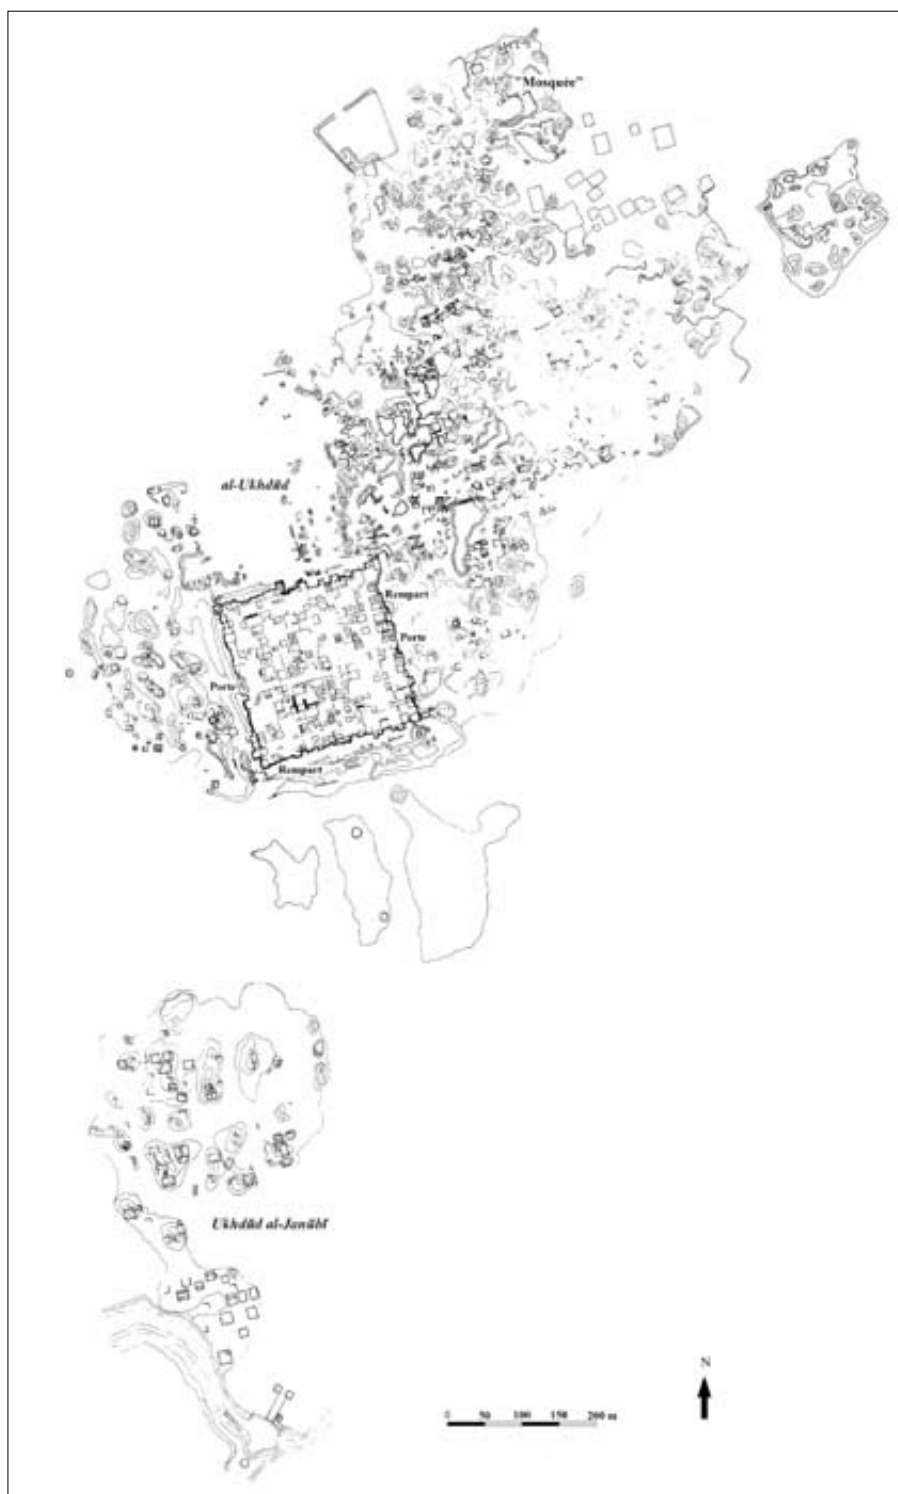 "Mosquée"
al-Ukhdūd
Rempart
Porte
Porte
Rempart
Ukhdūd al-Janūbī
N
0 50 100 150 200 m